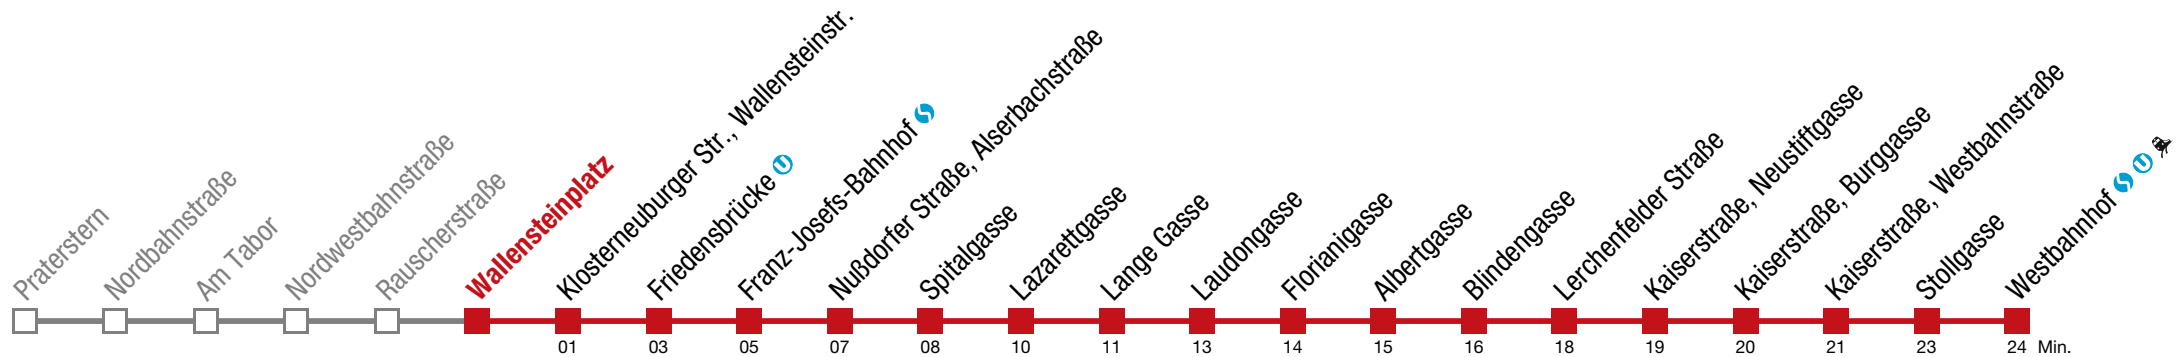 Praterstern
Nordbahnstraße
Am Tabor
Nordwestbahnstraße
Rauscherstraße
Wallensteinplatz
Klosterneuburger Str., Wallensteinstr.
Friedensbrücke U
Franz-Josefs-Bahnhof S
Nußdorfer Straße, Alserbachstraße
Spitalgasse
Lazarettgasse
Lange Gasse
Laudongasse
Florianigasse
Albertgasse
Blindengasse
Lerchenfelder Straße
Kaiserstraße, Neustiftgasse
Kaiserstraße, Burggasse
Kaiserstraße, Westbahnstraße
Stollgasse
Westbahnhof S U
01 03 05 07 08 10 11 13 14 15 16 18 19 20 21 23 24 Min.